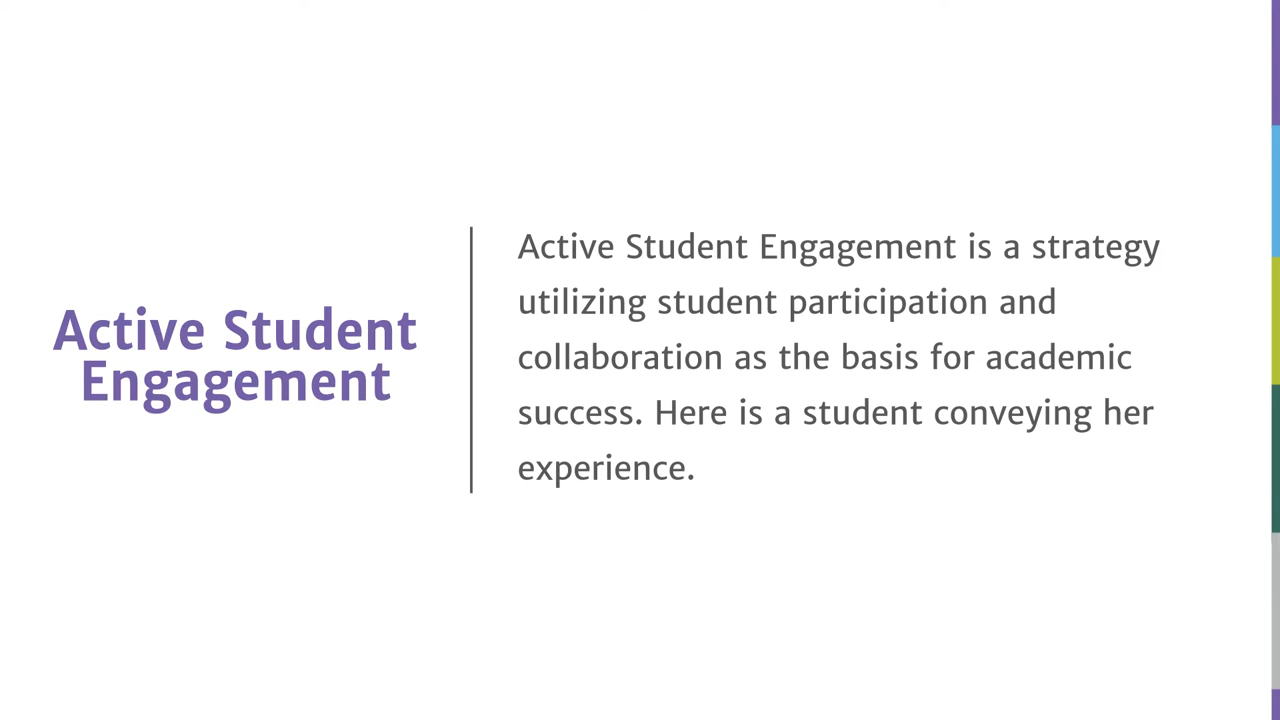 Active Student
Engagement
Active Student Engagement is a strategy
utilizing student participation and
collaboration as the basis for academic
success. Here is a student conveying her
experience.